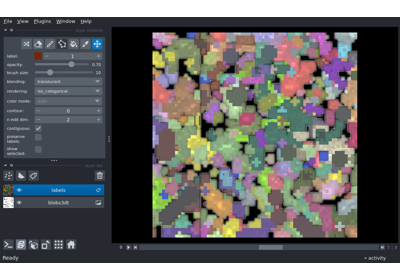 File View Plugins Window Help
label: 1
opacity: 0.70
brush size: 10
blending: translucent
rendering: iso_categorical
color mode:
contour: 0
n edit dim: 2
contiguous:
preserve labels:
show selected:
labels
blobs3dt
Ready
activity